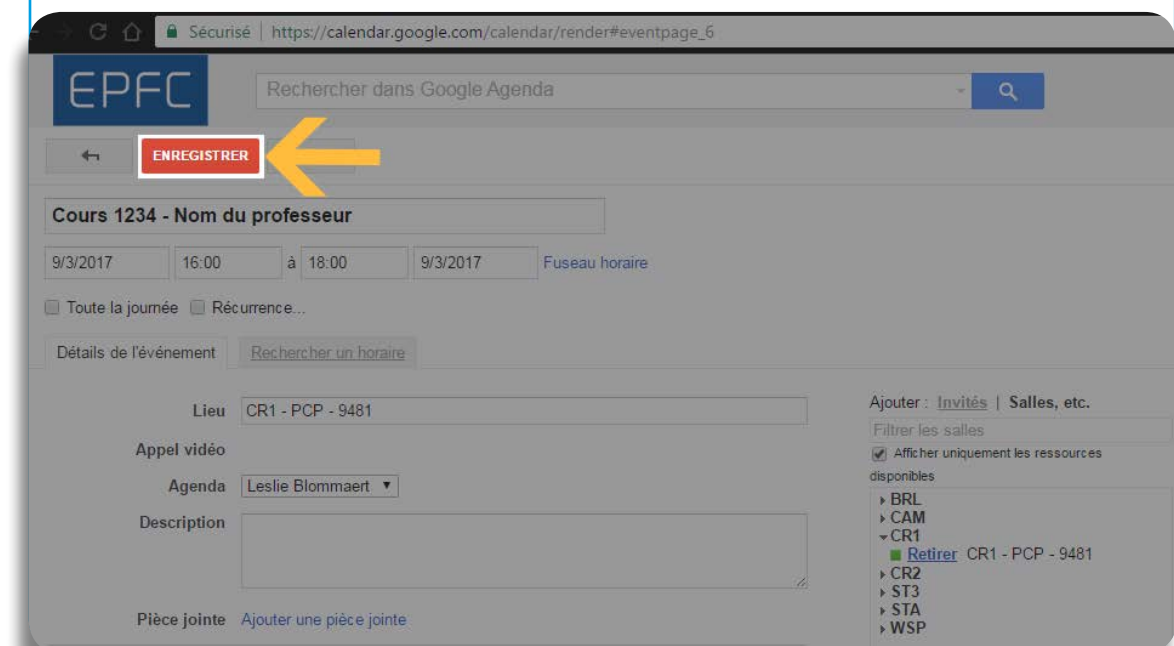 Sécurisé | https://calendar.google.com/calendar/render#eventpage_6
EPFC
Rechercher dans Google Agenda
ENREGISTRER
Cours 1234 - Nom du professeur
9/3/2017 16:00 à 18:00 9/3/2017 Fuseau horaire
Toute la journée Récurrence...
Détails de l'événement Rechercher un horaire
Lieu CR1 - PCP - 9481
Appel vidéo
Agenda Leslie Blommaert
Description
Pièce jointe Ajouter une pièce jointe
Ajouter : Invités | Salles, etc.
Filtrer les salles
Afficher uniquement les ressources
disponibles
BRL
CAM
CR1
Retirer CR1 - PCP - 9481
CR2
ST3
STA
WSP